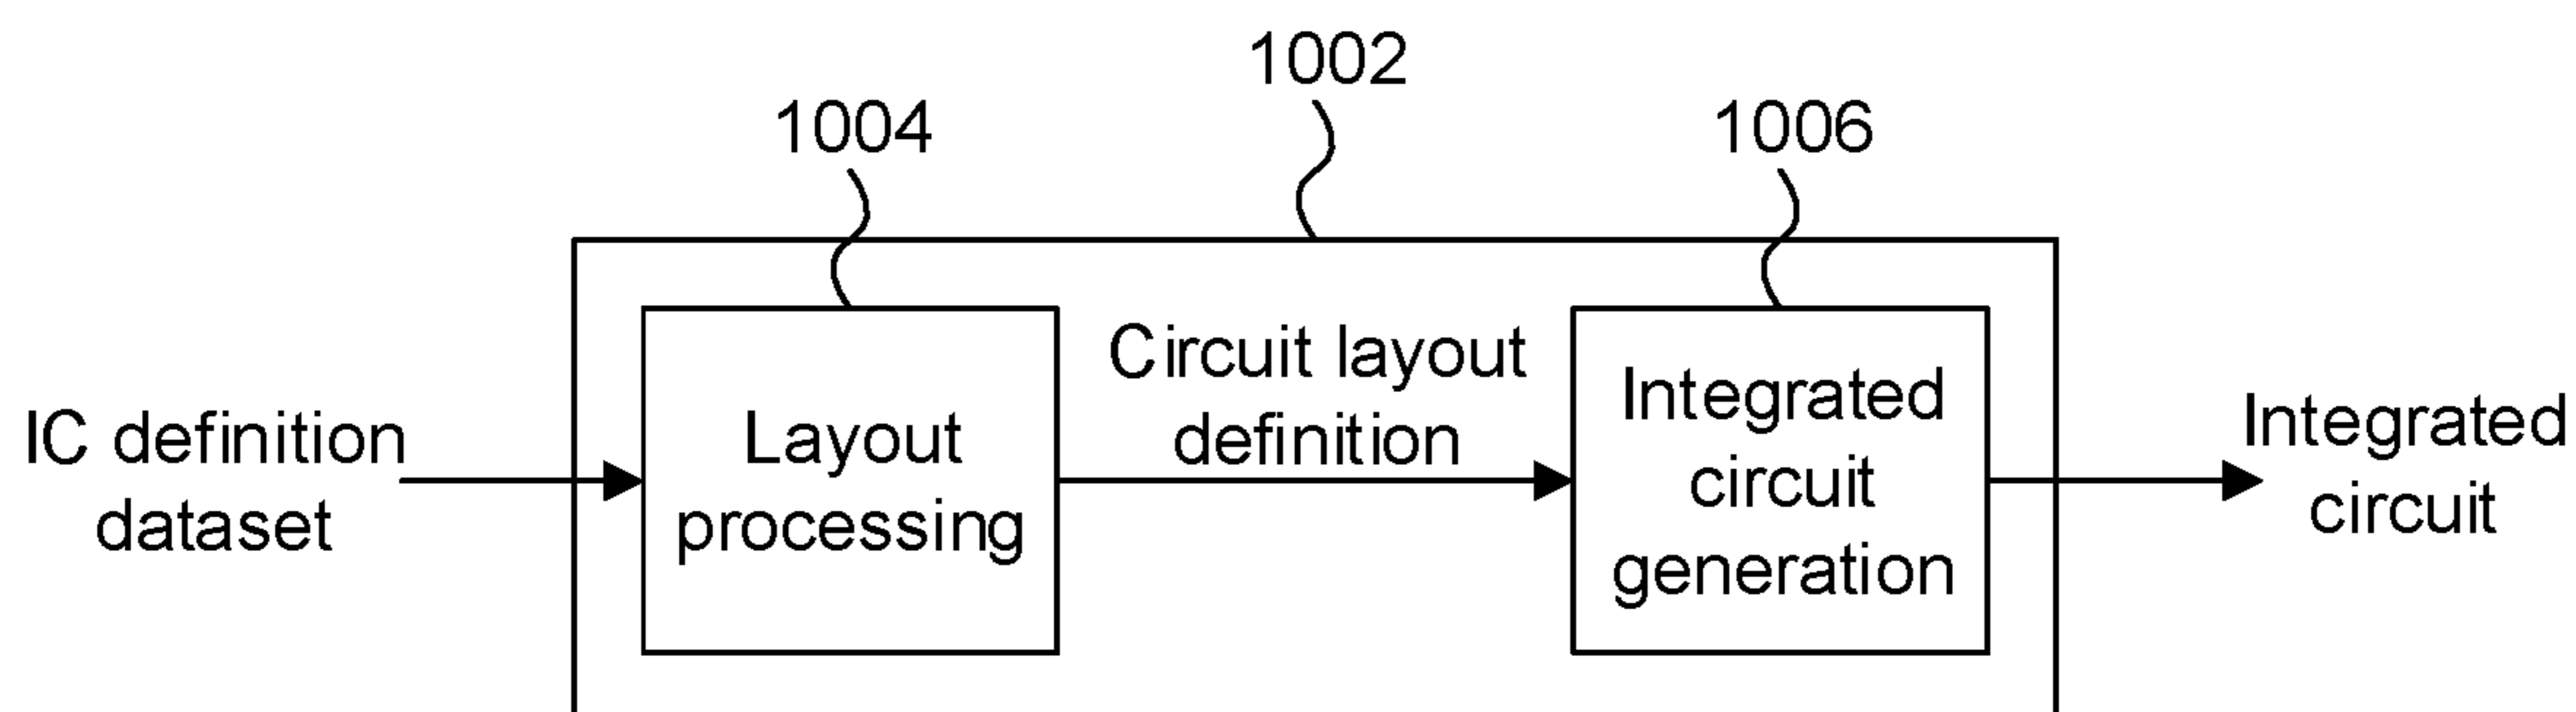 1002
1004
1006
IC definition
dataset
Layout
processing
Circuit layout
definition
Integrated
circuit
generation
Integrated
circuit